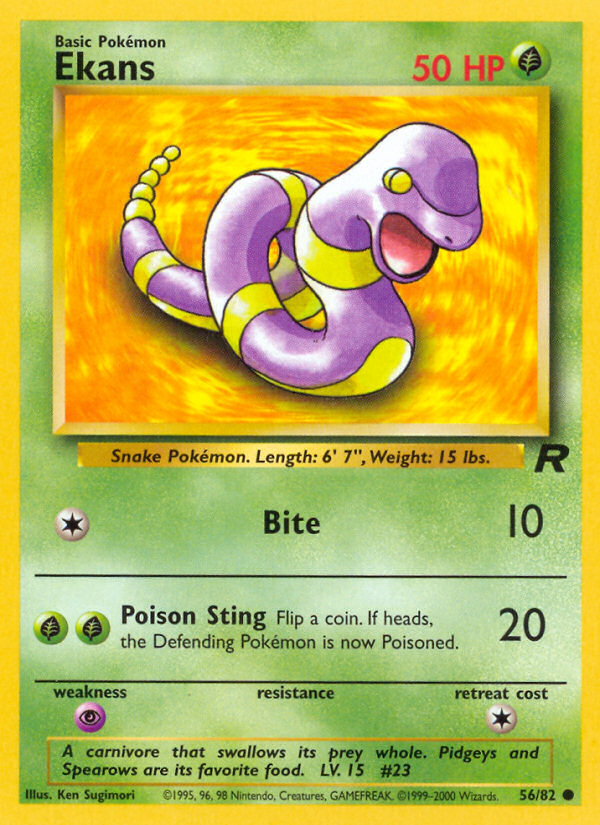 Basic Pokémon
Ekans
50 HP
Snake Pokémon. Length: 6' 7", Weight: 15 lbs.
R
Bite 10
Poison Sting Flip a coin. If heads,
the Defending Pokémon is now Poisoned.
20
weakness resistance retreat cost
A carnivore that swallows its prey whole. Pidgeys and
Spearows are its favorite food. LV. 15 #23
Illus. Ken Sugimori ©1995, 96, 98 Nintendo, Creatures, GAMEFREAK. ©1999-2000 Wizards. 56/82